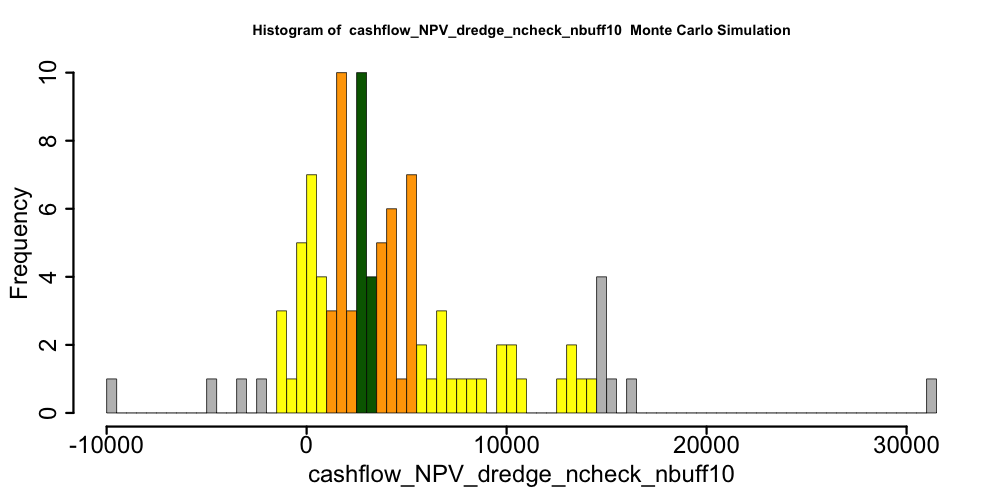 Histogram of  cashflow_NPV_dredge_ncheck_nbuff10  Monte Carlo Simulation
Frequency
10
8
6
4
2
0
-10000 0 10000 20000 30000
cashflow_NPV_dredge_ncheck_nbuff10